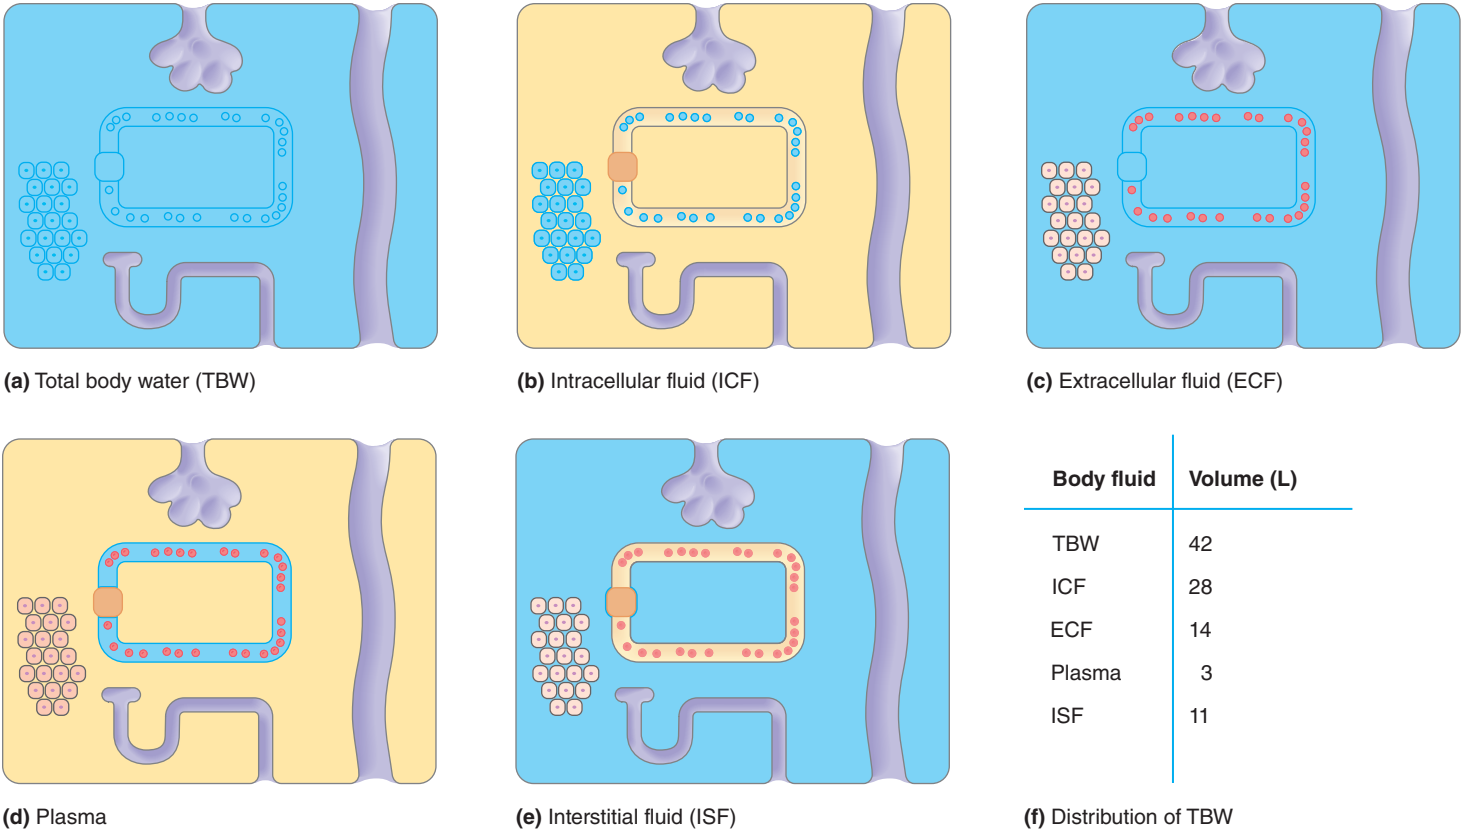 (a) Total body water (TBW)
(b) Intracellular fluid (ICF)
(c) Extracellular fluid (ECF)
Body fluid Volume (L)
TBW 42
ICF 28
ECF 14
Plasma 3
ISF 11
(d) Plasma
(e) Interstitial fluid (ISF)
(f) Distribution of TBW